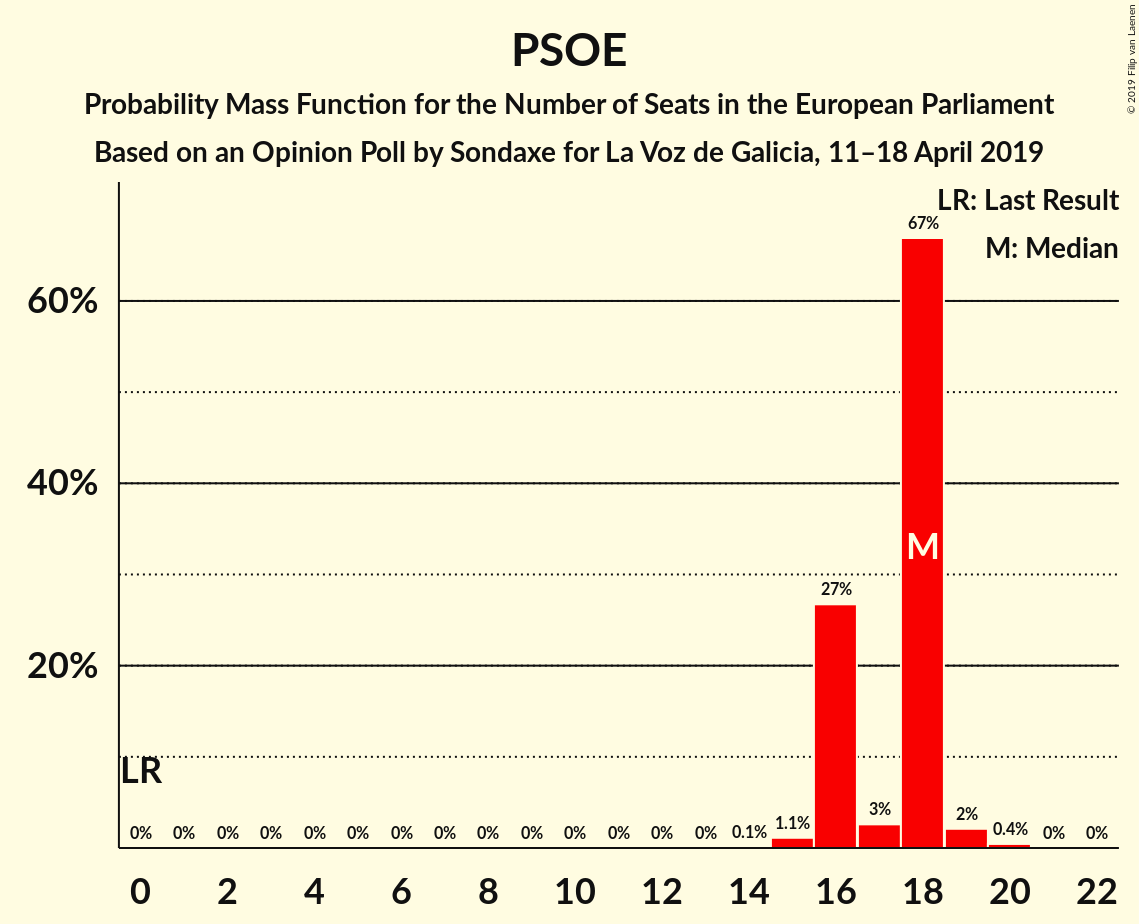 PSOE
Probability Mass Function for the Number of Seats in the European Parliament
Based on an Opinion Poll by Sondaxe for La Voz de Galicia, 11–18 April 2019
© 2019 Filip van Laenen
LR: Last Result
M: Median
67%
60%
40%
M
27%
20%
LR
0% 0% 0% 0% 0% 0% 0% 0% 0% 0% 0% 0% 0% 0% 0.1% 1.1% 3% 2% 0.4% 0% 0%
0 2 4 6 8 10 12 14 16 18 20 22